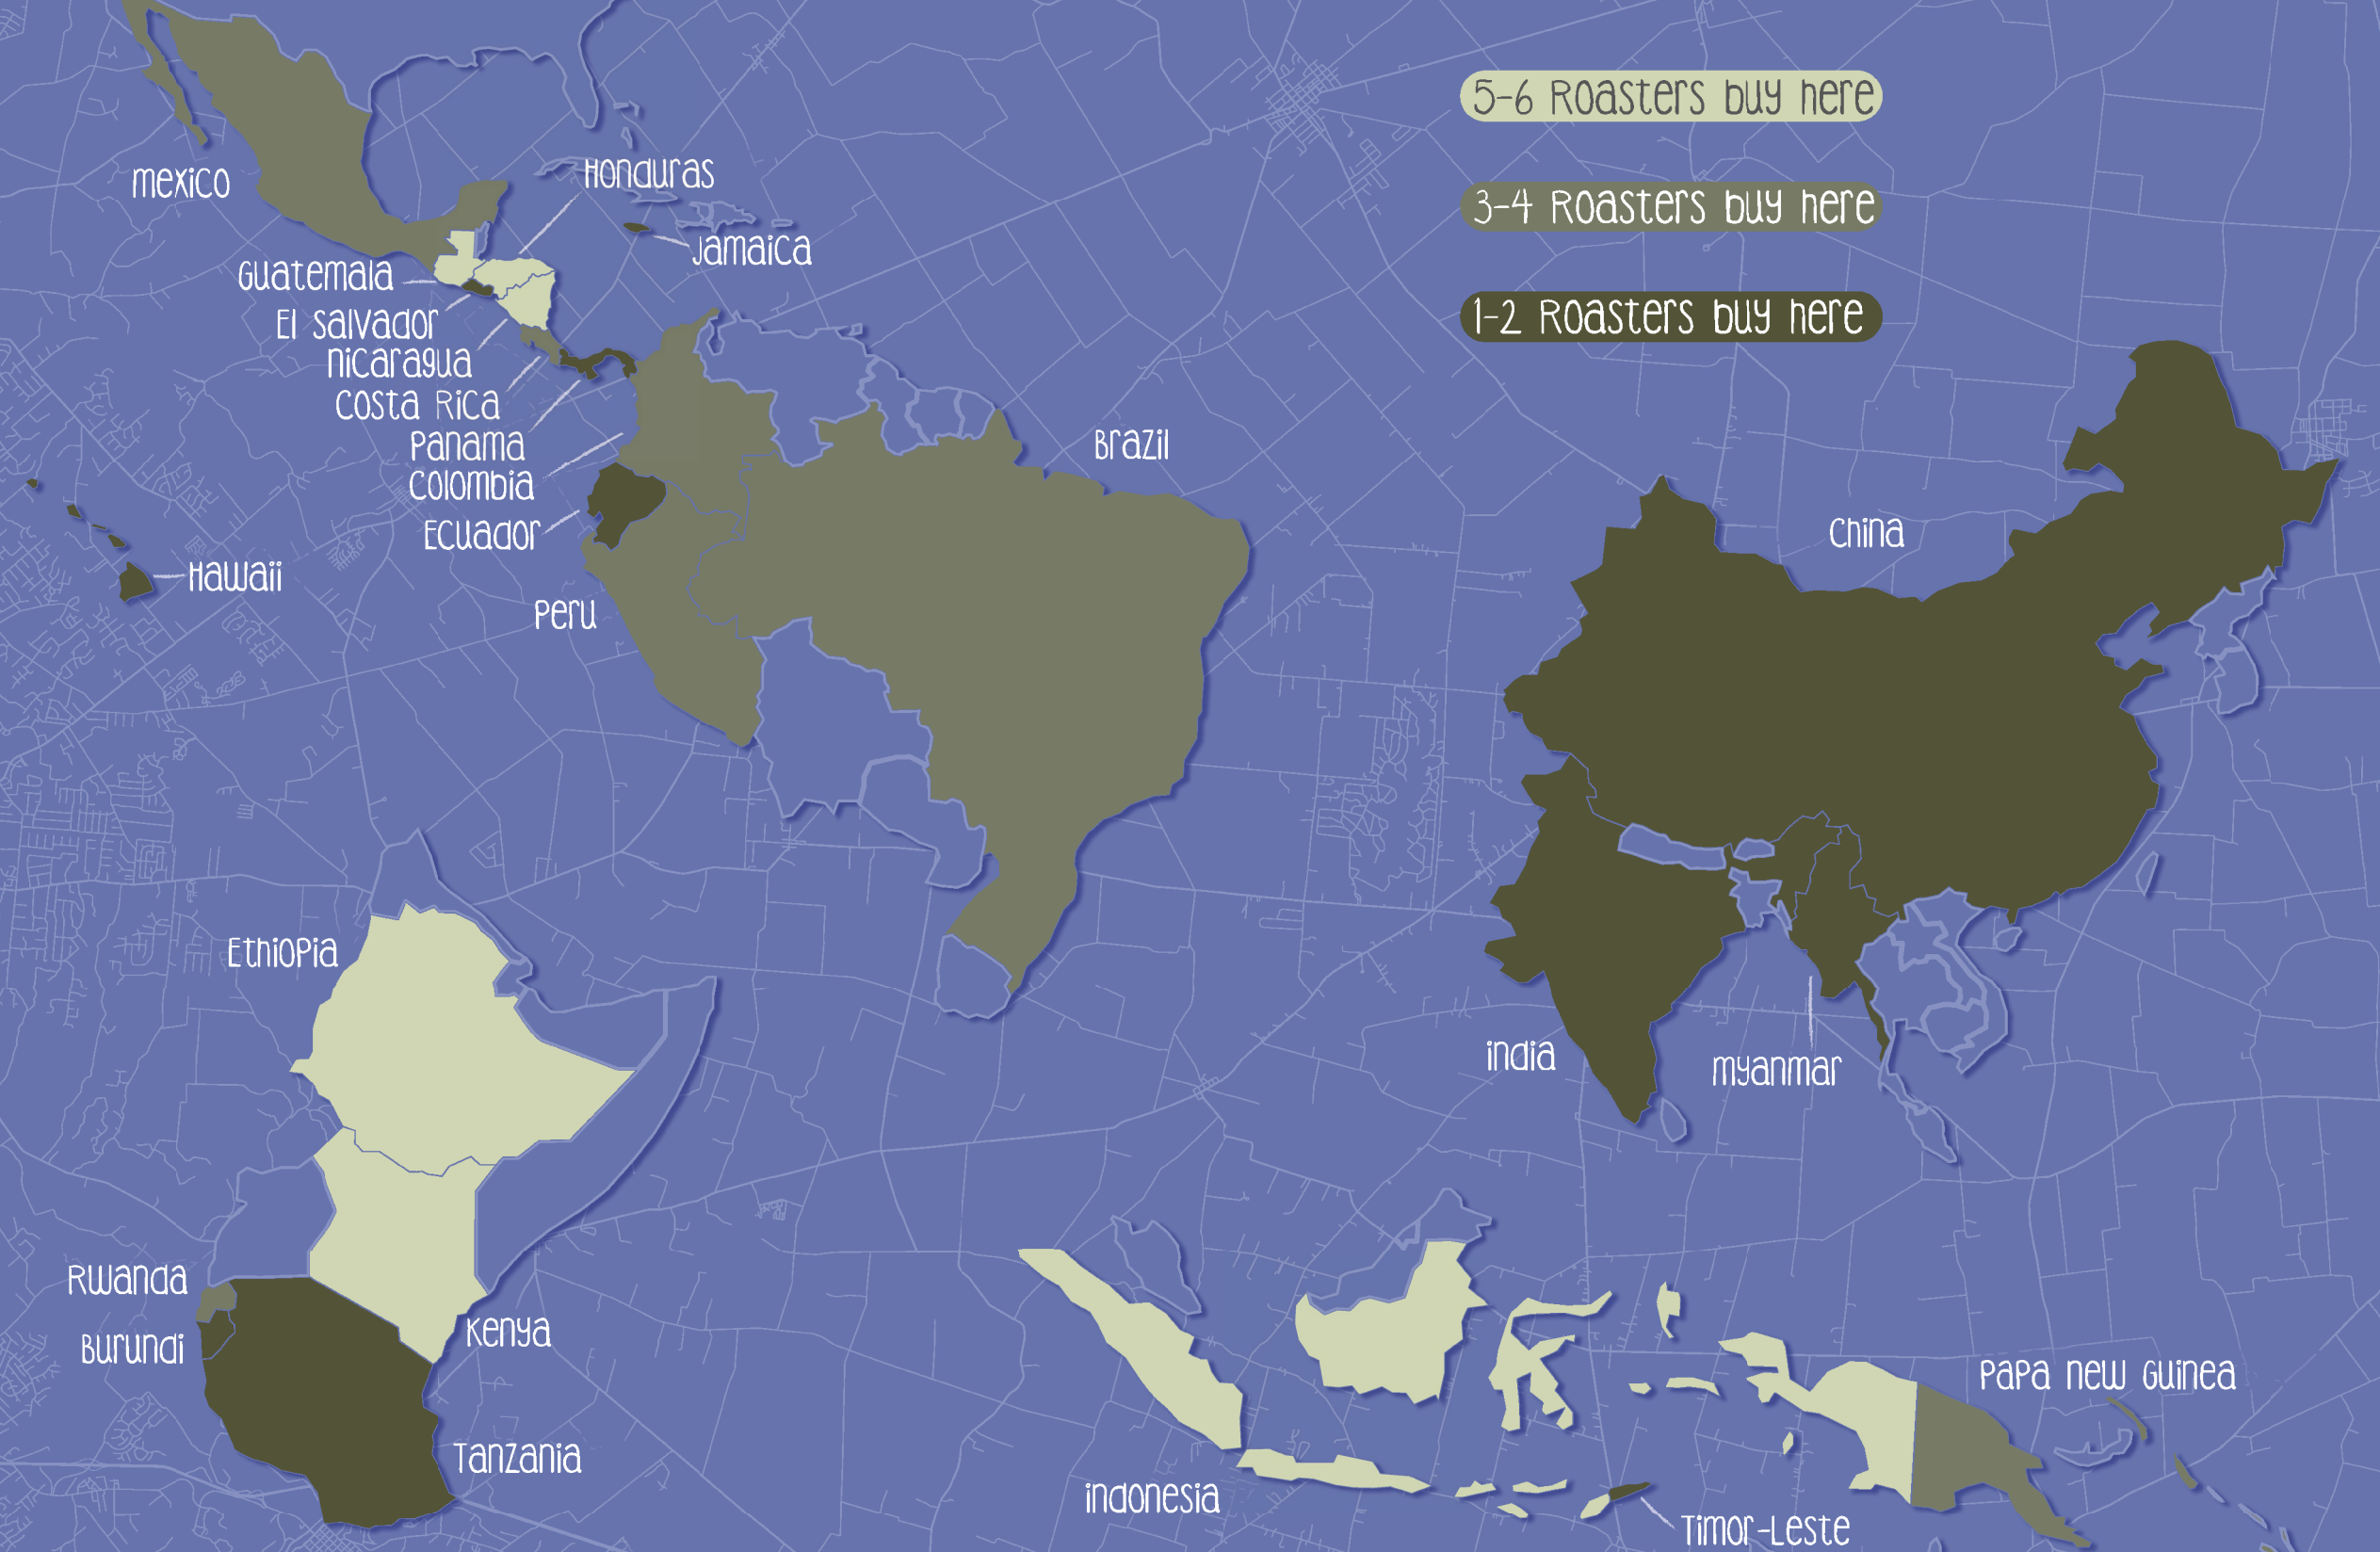 5-6 Roasters buy here
3-4 Roasters buy here
1-2 Roasters buy here
mexico
Honduras
Jamaica
Guatemala
El Salvador
nicaragua
Costa Rica
Panama
Colombia
Ecuador
Hawaii
Peru
Brazil
China
india
myanmar
Ethiopia
Rwanda
Burundi
Kenya
Tanzania
indonesia
Papa new Guinea
Timor-Leste